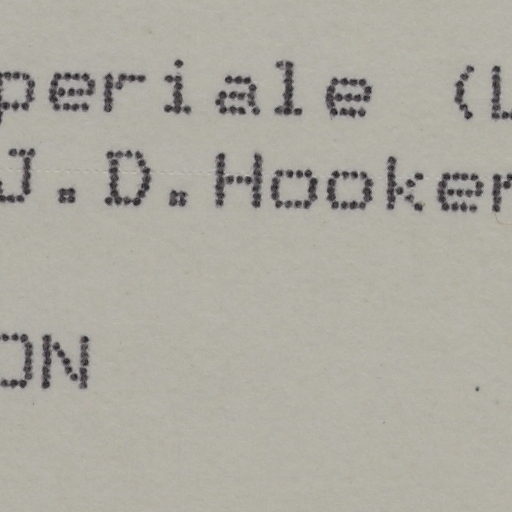 periale (L
J.D.Hooker
ON